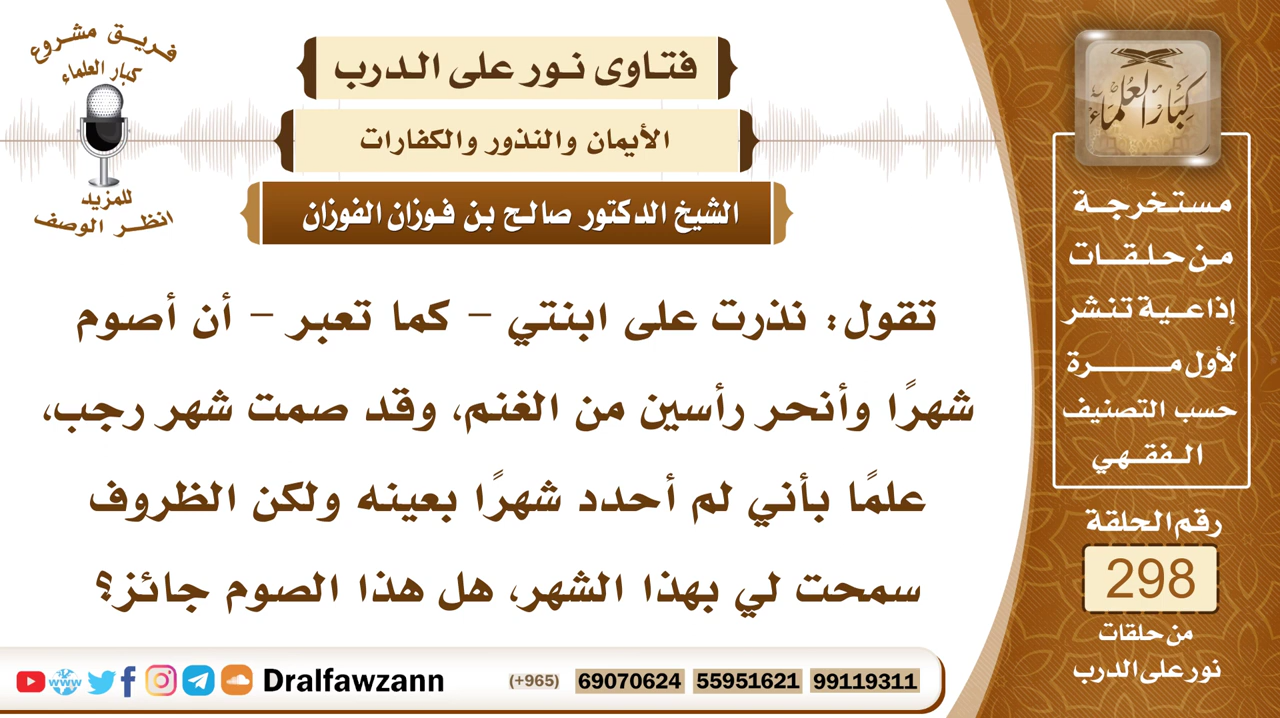 فريق مشروع
كبار العلماء
للمزيد
انظر الوصف
فتاوى نور على الدرب
الأيمان والنذور والكفارات
الشيخ الدكتور صالح بن فوزان الفوزان
تقول: نذرت على ابنتي - كما تعبر - أن أصوم
شهرًا وأنحر رأسين من الغنم، وقد صمت شهر رجب،
علمًا بأني لم أحدد شهرًا بعينه ولكن الظروف
سمحت لي بهذا الشهر، هل هذا الصوم جائز؟
كبار العلماء
مستخرجة
من حلقات
إذاعية تنشر
لأول مرة
حسب التصنيف
الفقهي
رقم الحلقة
298
من حلقات
نور على الدرب
www Dralfawzann (+965) 69070624 55951621 99119311